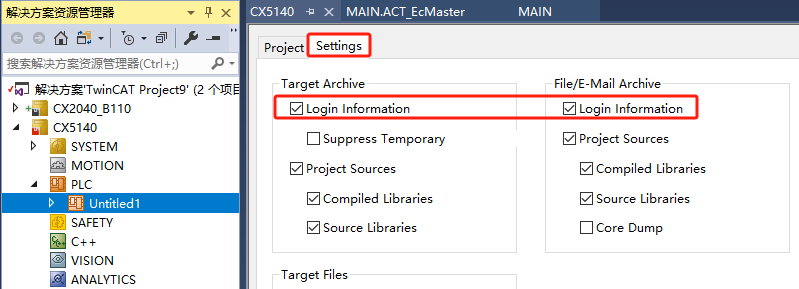 解决方案资源管理器
搜索解决方案资源管理器(Ctrl+;)
解决方案'TwinCAT Project9' (2 个项目
CX2040_B110
CX5140
SYSTEM
MOTION
PLC
Untitled1
SAFETY
C++
VISION
ANALYTICS
CX5140
MAIN.ACT_EcMaster
MAIN
Project
Settings
Target Archive
Login Information
Suppress Temporary
Project Sources
Compiled Libraries
Source Libraries
Target Files
File/E-Mail Archive
Login Information
Project Sources
Compiled Libraries
Source Libraries
Core Dump